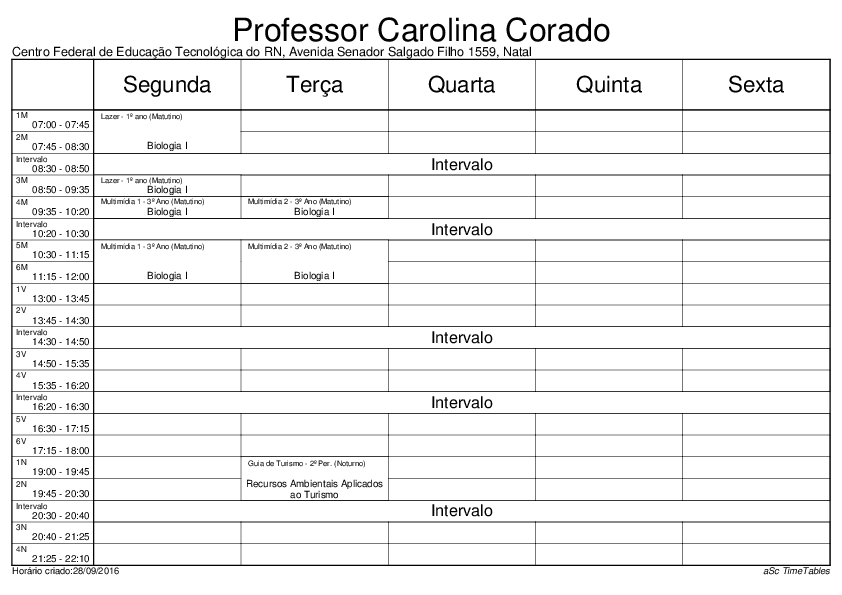 Professor Carolina Corado
Centro Federal de Educação Tecnológica do RN, Avenida Senador Salgado Filho 1559, Natal
Segunda Terça Quarta Quinta Sexta
1M Lazer - 1º ano (Matutino)
07:00 - 07:45
2M
07:45 - 08:30 Biologia I
Intervalo
08:30 - 08:50 Intervalo
3M Lazer - 1º ano (Matutino)
08:50 - 09:35 Biologia I
4M Multimídia 1 - 3º Ano (Matutino) Multimídia 2 - 3º Ano (Matutino)
09:35 - 10:20 Biologia I Biologia I
Intervalo
10:20 - 10:30 Intervalo
5M Multimídia 1 - 3º Ano (Matutino) Multimídia 2 - 3º Ano (Matutino)
10:30 - 11:15
6M
11:15 - 12:00 Biologia I Biologia I
1V
13:00 - 13:45
2V
13:45 - 14:30
Intervalo
14:30 - 14:50 Intervalo
3V
14:50 - 15:35
4V
15:35 - 16:20
Intervalo
16:20 - 16:30 Intervalo
5V
16:30 - 17:15
6V
17:15 - 18:00
1N Guia de Turismo - 2º Per. (Noturno)
19:00 - 19:45
2N Recursos Ambientais Aplicados
19:45 - 20:30 ao Turismo
Intervalo
20:30 - 20:40 Intervalo
3N
20:40 - 21:25
4N
21:25 - 22:10
Horário criado:28/09/2016 aSc TimeTables